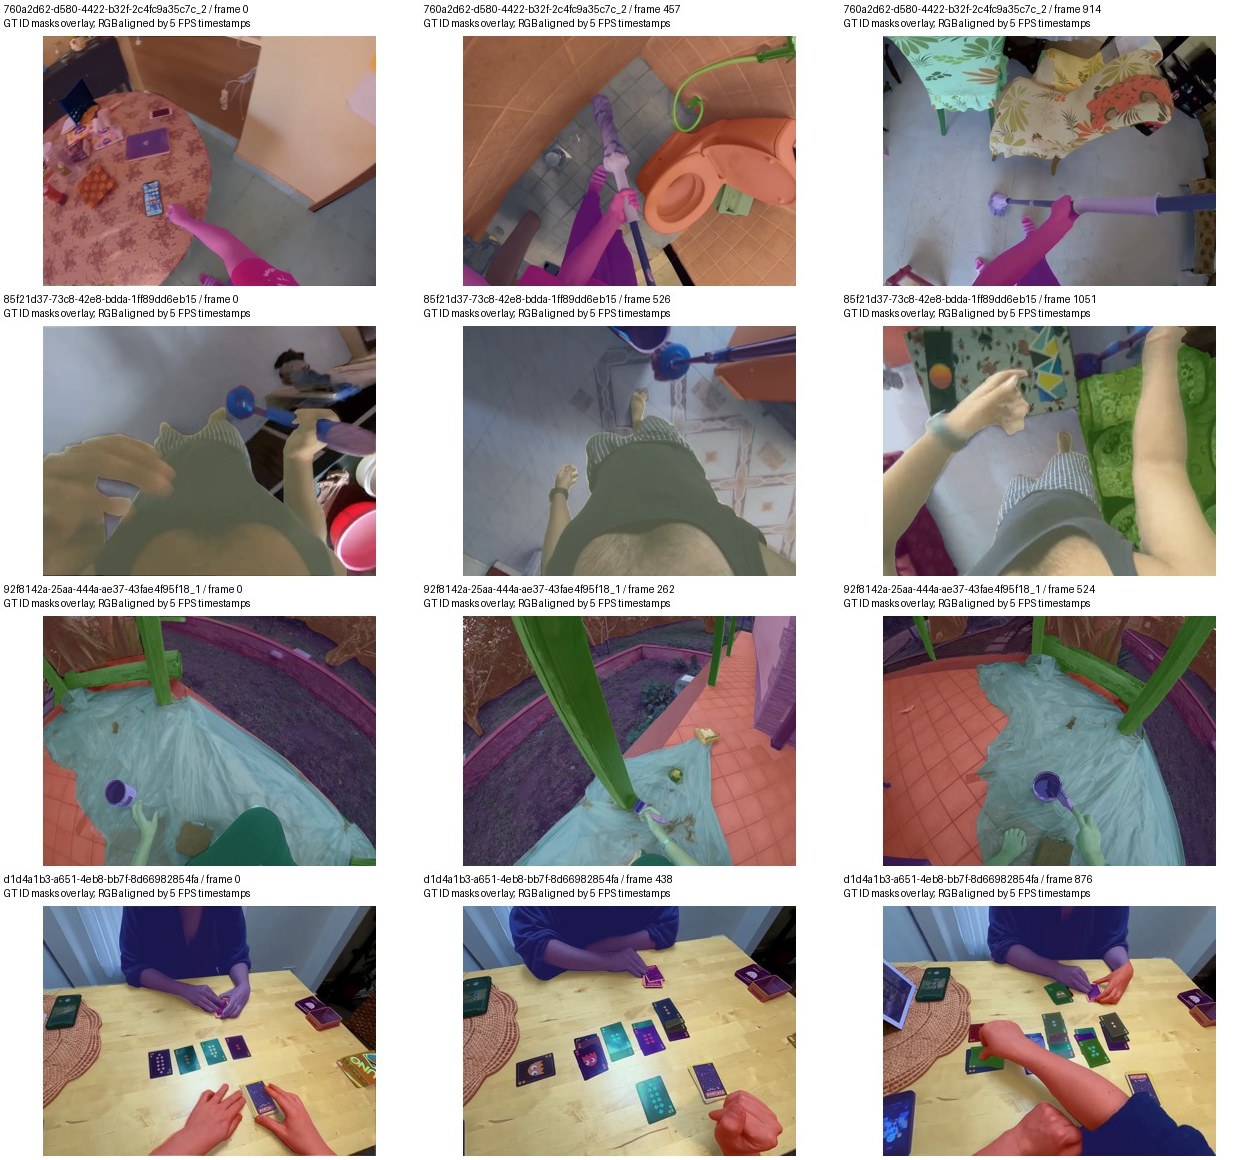 760a2d62-d580-4422-b32f-2c4fc9a35c7c_2 / frame 0
GT ID masks overlay; RGB aligned by 5 FPS timestamps
760a2d62-d580-4422-b32f-2c4fc9a35c7c_2 / frame 457
GT ID masks overlay; RGB aligned by 5 FPS timestamps
760a2d62-d580-4422-b32f-2c4fc9a35c7c_2 / frame 914
GT ID masks overlay; RGB aligned by 5 FPS timestamps
85f21d37-73c8-42e8-bdda-1ff89dd6eb15 / frame 0
GT ID masks overlay; RGB aligned by 5 FPS timestamps
85f21d37-73c8-42e8-bdda-1ff89dd6eb15 / frame 526
GT ID masks overlay; RGB aligned by 5 FPS timestamps
85f21d37-73c8-42e8-bdda-1ff89dd6eb15 / frame 1051
GT ID masks overlay; RGB aligned by 5 FPS timestamps
92f8142a-25aa-444a-ae37-43fae4f95f18_1 / frame 0
GT ID masks overlay; RGB aligned by 5 FPS timestamps
92f8142a-25aa-444a-ae37-43fae4f95f18_1 / frame 262
GT ID masks overlay; RGB aligned by 5 FPS timestamps
92f8142a-25aa-444a-ae37-43fae4f95f18_1 / frame 524
GT ID masks overlay; RGB aligned by 5 FPS timestamps
d1d4a1b3-a651-4eb8-bb7f-8d66982854fa / frame 0
GT ID masks overlay; RGB aligned by 5 FPS timestamps
d1d4a1b3-a651-4eb8-bb7f-8d66982854fa / frame 438
GT ID masks overlay; RGB aligned by 5 FPS timestamps
d1d4a1b3-a651-4eb8-bb7f-8d66982854fa / frame 876
GT ID masks overlay; RGB aligned by 5 FPS timestamps
UNO